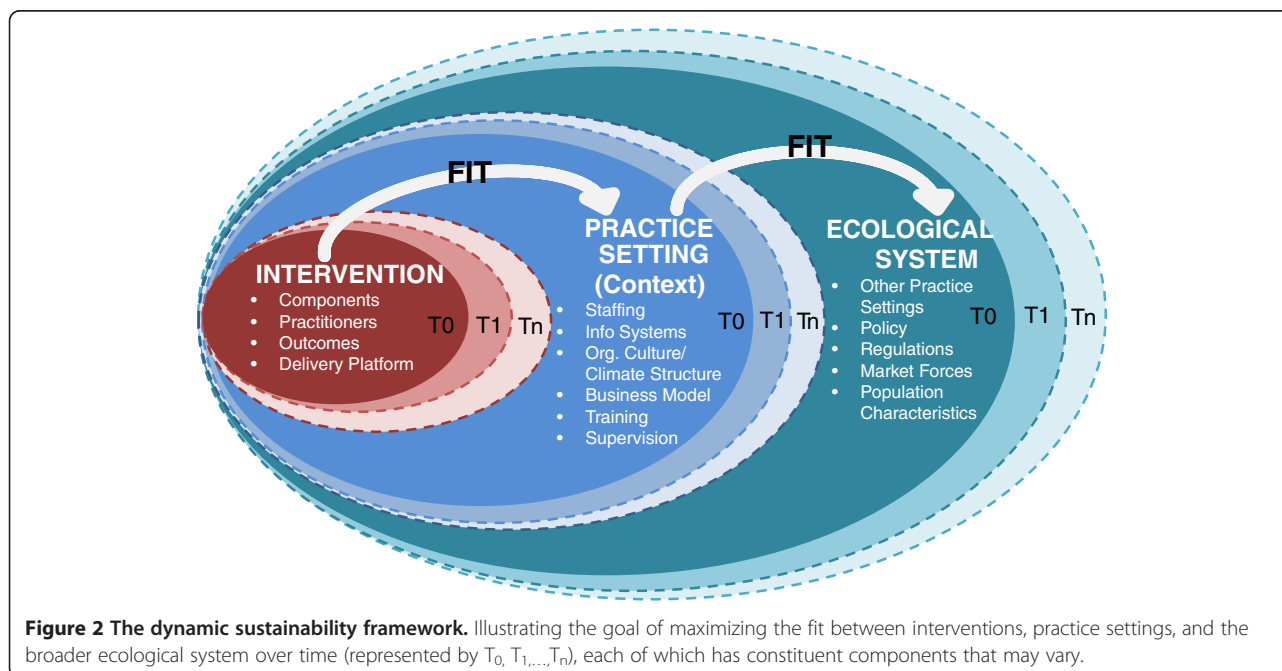 FIT
FIT
INTERVENTION
• Components
• Practitioners
• Outcomes
• Delivery Platform
T0 T1 Tn
PRACTICE
SETTING
(Context)
• Staffing
• Info Systems
• Org. Culture/
Climate Structure
• Business Model
• Training
• Supervision
T0 T1 Tn
ECOLOGICAL
SYSTEM
• Other Practice
Settings
• Policy
• Regulations
• Market Forces
• Population
Characteristics
T0 T1 Tn
Figure 2 The dynamic sustainability framework. Illustrating the goal of maximizing the fit between interventions, practice settings, and the
broader ecological system over time (represented by T0, T1,…,Tn), each of which has constituent components that may vary.